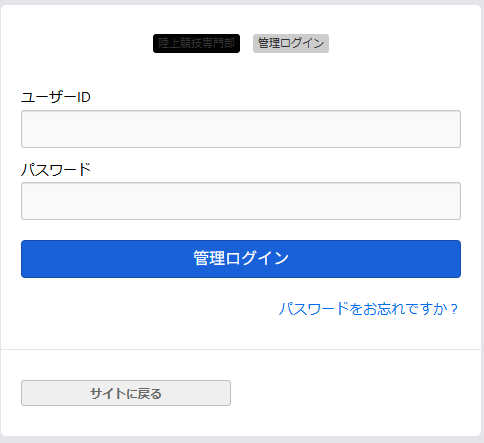 陸上競技専門部 管理ログイン
ユーザーID
パスワード
管理ログイン
パスワードをお忘れですか？
サイトに戻る